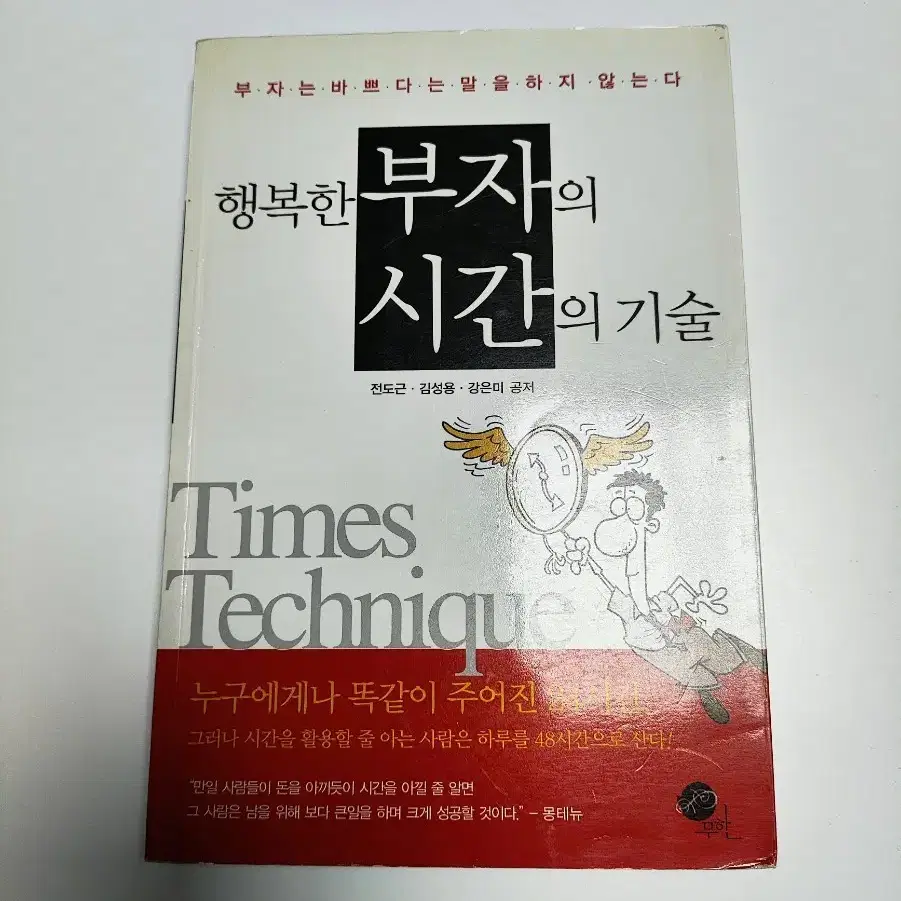 부·자·는·바·쁘·다·는·말·을·하·지·않·는·다
행복한 부자의
시간의 기술
전도근 · 김성용 · 강은미 공저
Times
Technique
누구에게나 똑같이 주어진 24시간,
그러나 시간을 활용할 줄 아는 사람은 하루를 48시간으로 산다!
"만일 사람들이 돈을 아끼듯이 시간을 아낄 줄 알면
그 사람은 남을 위해 보다 큰일을 하며 크게 성공할 것이다." – 몽테뉴
무한